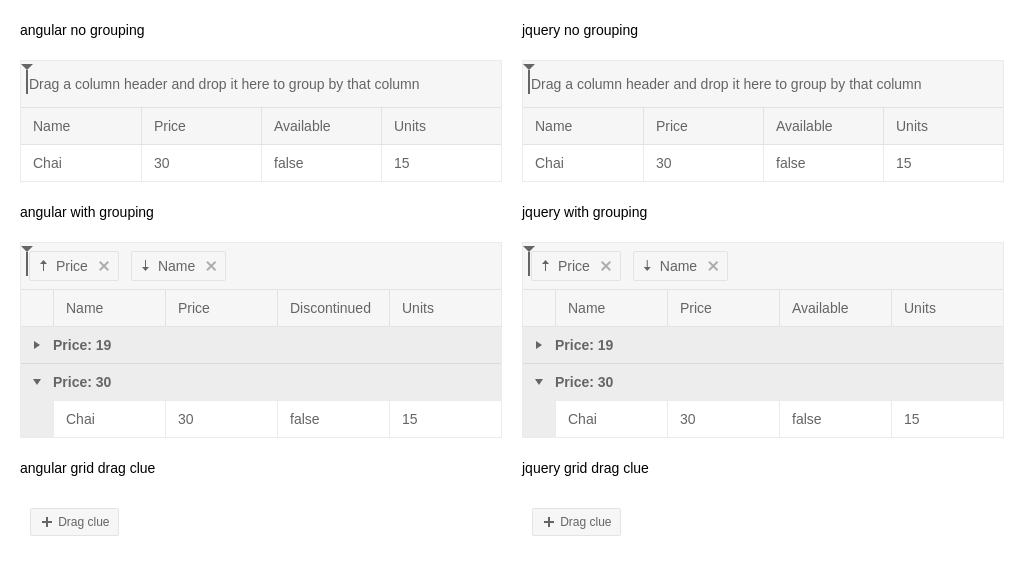 angular no grouping
Drag a column header and drop it here to group by that column
Name Price Available Units
Chai 30 false 15
angular with grouping
Price Name
Name Price Discontinued Units
Price: 19
Price: 30
Chai 30 false 15
angular grid drag clue
Drag clue
jquery no grouping
Drag a column header and drop it here to group by that column
Name Price Available Units
Chai 30 false 15
jquery with grouping
Price Name
Name Price Available Units
Price: 19
Price: 30
Chai 30 false 15
jquery grid drag clue
Drag clue